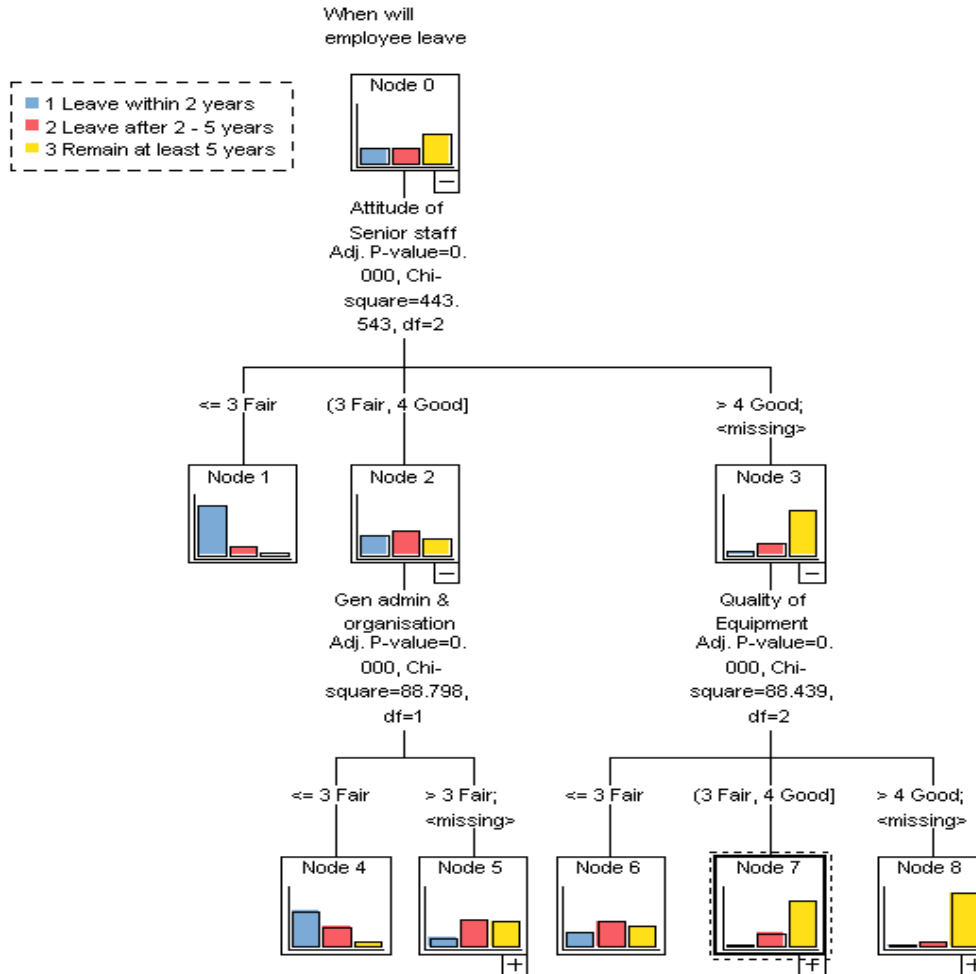 When will
employee leave
Node 0
1 Leave within 2 years
2 Leave after 2 - 5 years
3 Remain at least 5 years
Attitude of
Senior staff
Adj. P-value=0.
000, Chi-
square=443.
543, df=2
<= 3 Fair
(3 Fair, 4 Good]
> 4 Good;
<missing>
Node 1
Node 2
Node 3
Gen admin &
organisation
Adj. P-value=0.
000, Chi-
square=88.798,
df=1
Quality of
Equipment
Adj. P-value=0.
000, Chi-
square=88.439,
df=2
<= 3 Fair
> 3 Fair;
<missing>
<= 3 Fair
(3 Fair, 4 Good]
> 4 Good;
<missing>
Node 4
Node 5
Node 6
Node 7
Node 8